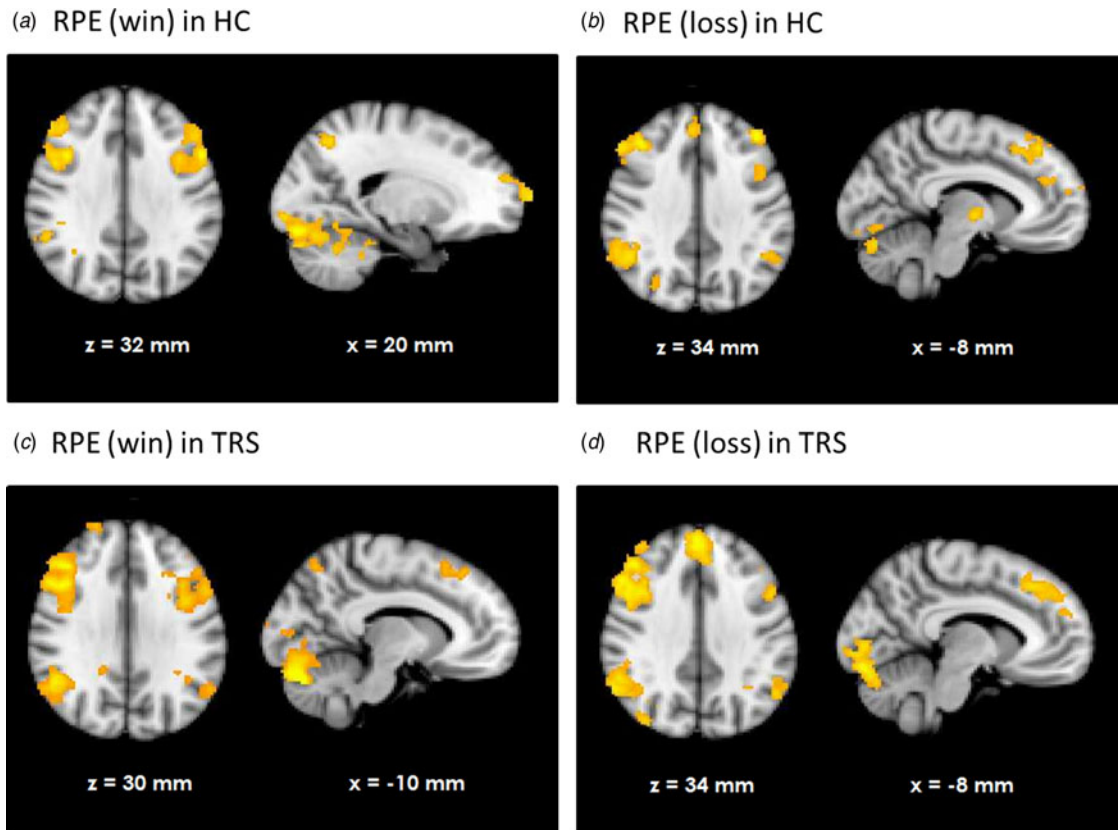 (a) RPE (win) in HC
z = 32 mm x = 20 mm
(b) RPE (loss) in HC
z = 34 mm x = -8 mm
(c) RPE (win) in TRS
z = 30 mm x = -10 mm
(d) RPE (loss) in TRS
z = 34 mm x = -8 mm